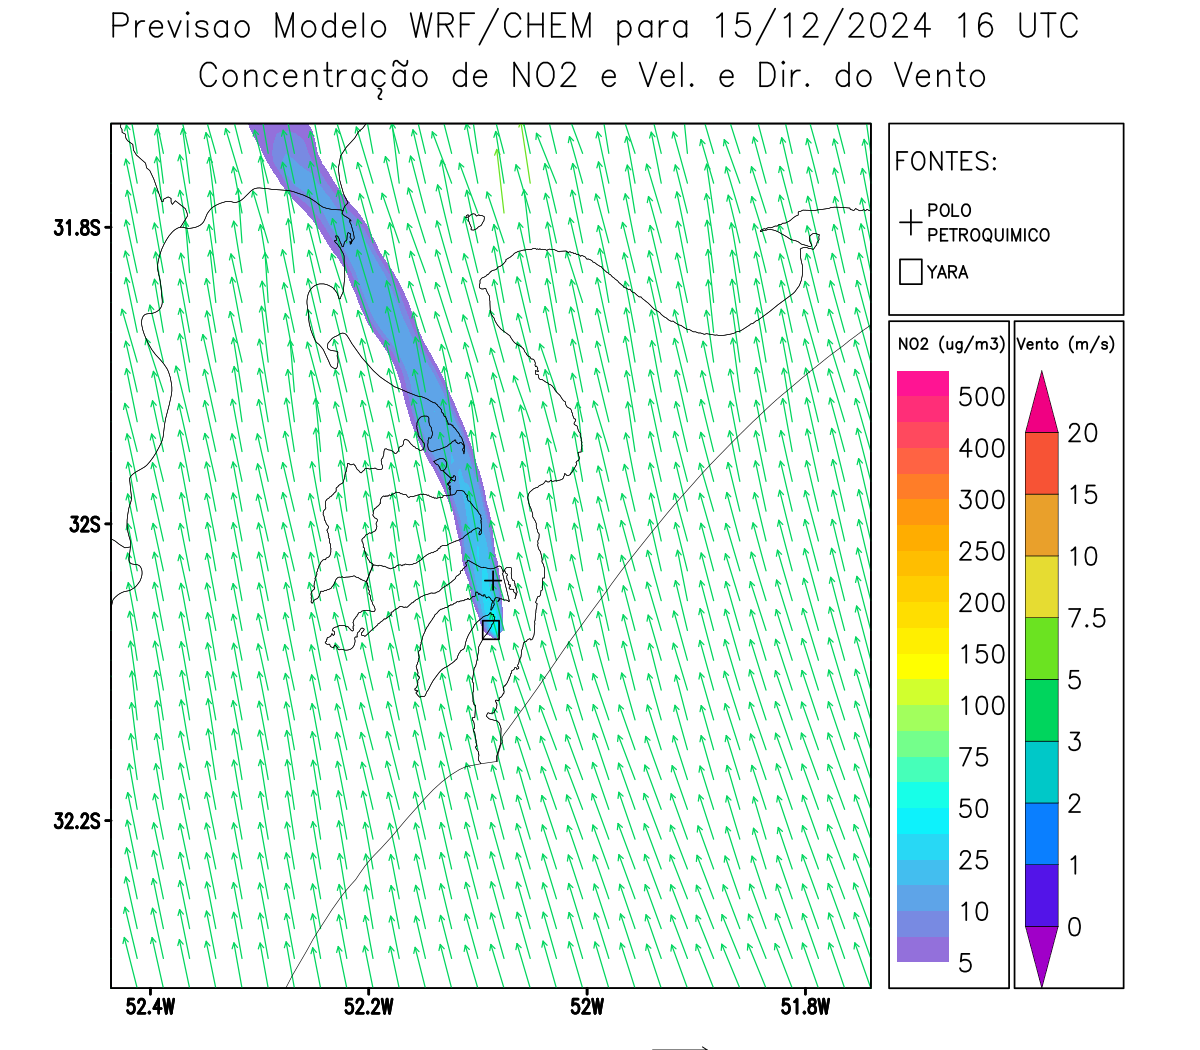 Previsao Modelo WRF/CHEM para 15/12/2024 16 UTC
Concentração de NO2 e Vel. e Dir. do Vento
FONTES:
POLO
PETROQUIMICO
YARA
NO2 (ug/m3)
500
400
300
250
200
150
100
75
50
25
10
5
Vento (m/s)
20
15
10
7.5
5
3
2
1
0
31.8S
32S
32.2S
52.4W
52.2W
52W
51.8W